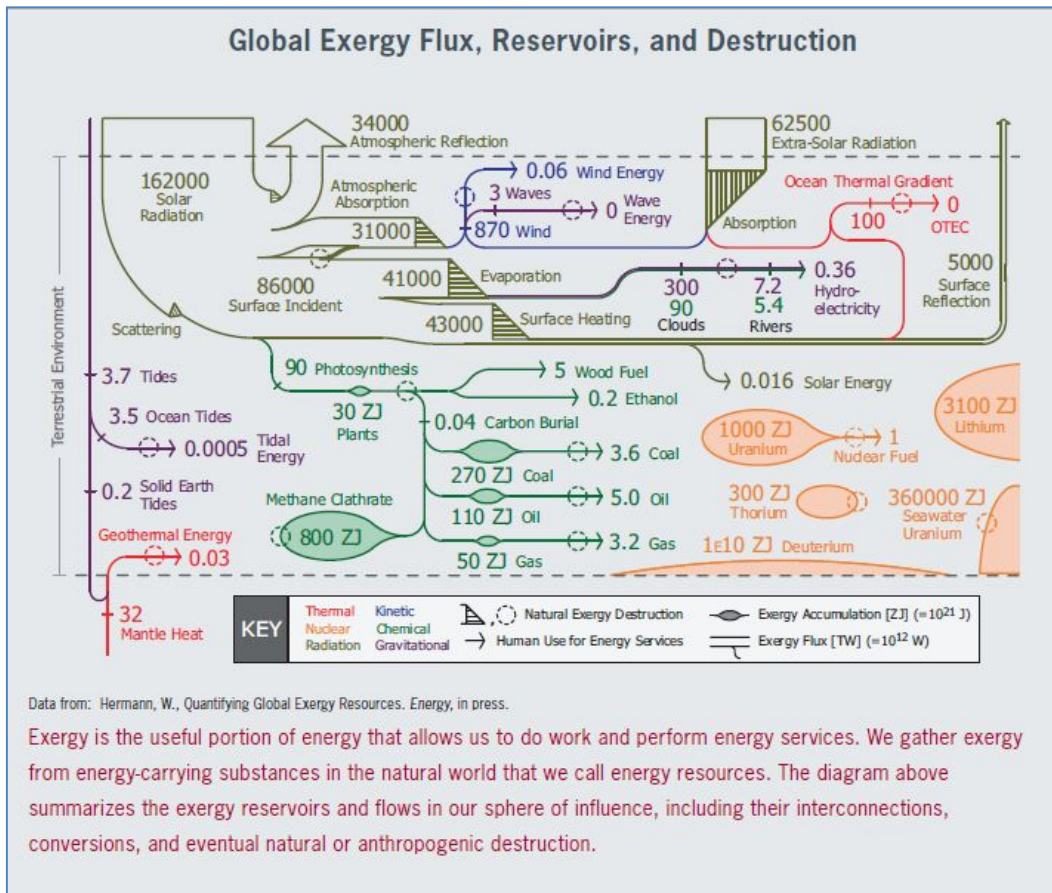 Global Exergy Flux, Reservoirs, and Destruction
34000
Atmospheric Reflection
62500
Extra-Solar Radiation
162000
Solar
Radiation
Atmospheric
Absorption
31000
0.06 Wind Energy
3 Waves
0 Wave
Energy
870 Wind
Absorption
Ocean Thermal Gradient
100
0
OTEC
86000
Surface Incident
41000
Evaporation
300
90
Clouds
7.2
5.4
Rivers
0.36
Hydro-
electricity
5000
Surface
Reflection
Scattering
43000
Surface Heating
Terrestrial Environment
90 Photosynthesis
30 ZJ
Plants
5 Wood Fuel
0.2 Ethanol
0.016 Solar Energy
3.7 Tides
3.5 Ocean Tides
0.0005 Tidal
Energy
0.2 Solid Earth
Tides
0.04 Carbon Burial
270 ZJ Coal
3.6 Coal
Methane Clathrate
800 ZJ
110 ZJ Oil
5.0 Oil
50 ZJ Gas
3.2 Gas
1000 ZJ
Uranium
1
Nuclear Fuel
3100 ZJ
Lithium
300 ZJ
Thorium
360000 ZJ
Seawater
Uranium
1E10 ZJ Deuterium
Geothermal Energy
0.03
32
Mantle Heat
KEY
Thermal Kinetic
Nuclear Chemical
Radiation Gravitational
Natural Exergy Destruction
Human Use for Energy Services
Exergy Accumulation [ZJ] (=10²¹ J)
Exergy Flux [TW] (=10¹² W)
Data from: Hermann, W., Quantifying Global Exergy Resources. Energy, in press.
Exergy is the useful portion of energy that allows us to do work and perform energy services. We gather exergy
from energy-carrying substances in the natural world that we call energy resources. The diagram above
summarizes the exergy reservoirs and flows in our sphere of influence, including their interconnections,
conversions, and eventual natural or anthropogenic destruction.